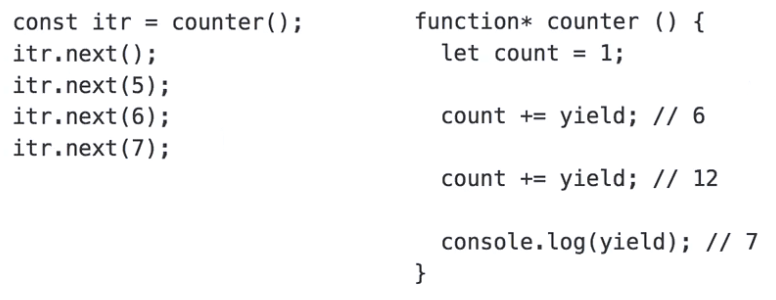 const itr = counter();
itr.next();
itr.next(5);
itr.next(6);
itr.next(7);
function* counter () {
  let count = 1;
  count += yield; // 6
  count += yield; // 12
  console.log(yield); // 7
}